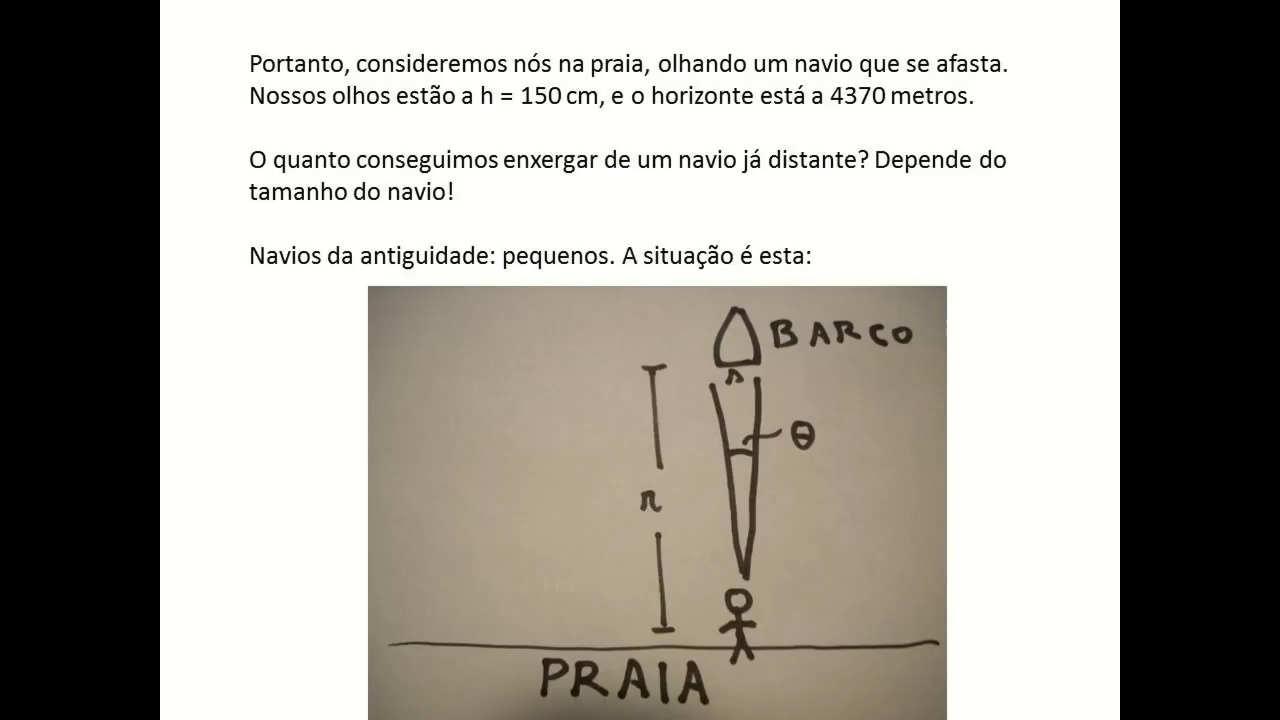 Portanto, consideremos nós na praia, olhando um navio que se afasta.
Nossos olhos estão a h = 150 cm, e o horizonte está a 4370 metros.
O quanto conseguimos enxergar de um navio já distante? Depende do
tamanho do navio!
Navios da antiguidade: pequenos. A situação é esta:
BARCO
s
θ
r
PRAIA